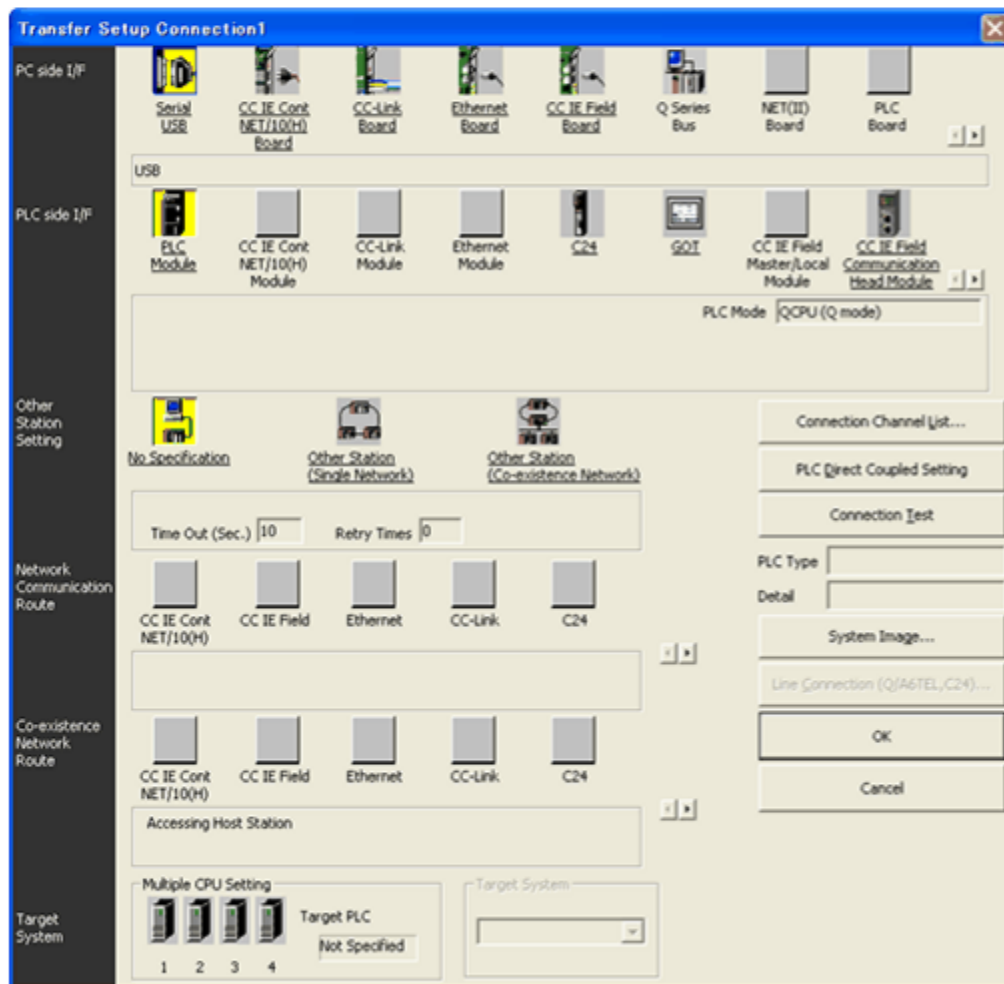 Transfer Setup Connection1
PC side I/F
Serial
USB
CC IE Cont
NET/10(H)
Board
CC-Link
Board
Ethernet
Board
CC IE Field
Board
Q Series
Bus
NET(II)
Board
PLC
Board
USB
PLC side I/F
PLC
Module
CC IE Cont
NET/10(H)
Module
CC-Link
Module
Ethernet
Module
C24
GOT
CC IE Field
Master/Local
Module
CC IE Field
Communication
Head Module
PLC Mode QCPU (Q mode)
Other
Station
Setting
No Specification
Other Station
(Single Network)
Other Station
(Co-existence Network)
Time Out (Sec.) 10 Retry Times 0
Connection Channel List...
PLC Direct Coupled Setting
Connection Test
PLC Type
Detail
System Image...
Line Connection (Q/A6TEL,C24)...
OK
Cancel
Network
Communication
Route
CC IE Cont
NET/10(H)
CC IE Field
Ethernet
CC-Link
C24
Co-existence
Network
Route
CC IE Cont
NET/10(H)
CC IE Field
Ethernet
CC-Link
C24
Accessing Host Station
Target
System
Multiple CPU Setting
1 2 3 4
Target PLC
Not Specified
Target System